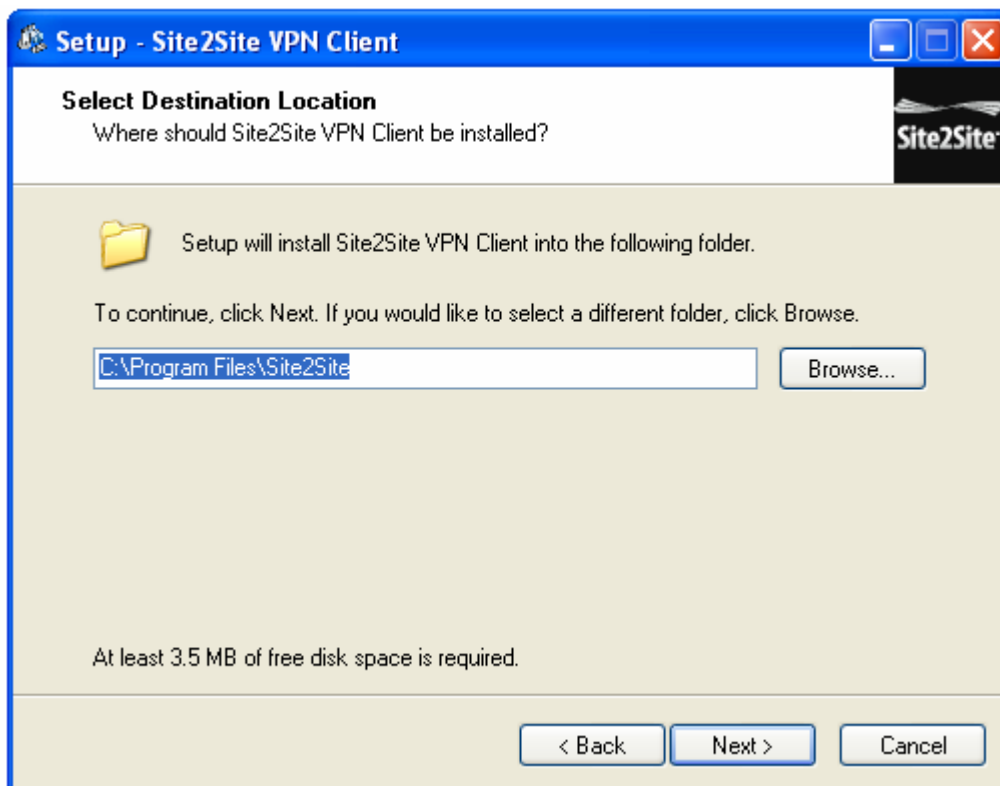 Setup - Site2Site VPN Client
Select Destination Location
Where should Site2Site VPN Client be installed?
Site2Site
Setup will install Site2Site VPN Client into the following folder.
To continue, click Next. If you would like to select a different folder, click Browse.
C:\Program Files\Site2Site
Browse...
At least 3.5 MB of free disk space is required.
< Back
Next >
Cancel